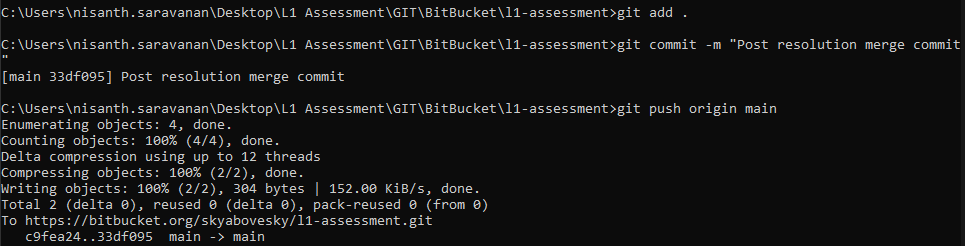 C:\Users\nisanth.saravanan\Desktop\L1 Assessment\GIT\BitBucket\l1-assessment>git add .
C:\Users\nisanth.saravanan\Desktop\L1 Assessment\GIT\BitBucket\l1-assessment>git commit -m "Post resolution merge commit
"
[main 33df095] Post resolution merge commit
C:\Users\nisanth.saravanan\Desktop\L1 Assessment\GIT\BitBucket\l1-assessment>git push origin main
Enumerating objects: 4, done.
Counting objects: 100% (4/4), done.
Delta compression using up to 12 threads
Compressing objects: 100% (2/2), done.
Writing objects: 100% (2/2), 304 bytes | 152.00 KiB/s, done.
Total 2 (delta 0), reused 0 (delta 0), pack-reused 0 (from 0)
To https://bitbucket.org/skyabovesky/l1-assessment.git
   c9fea24..33df095  main -> main